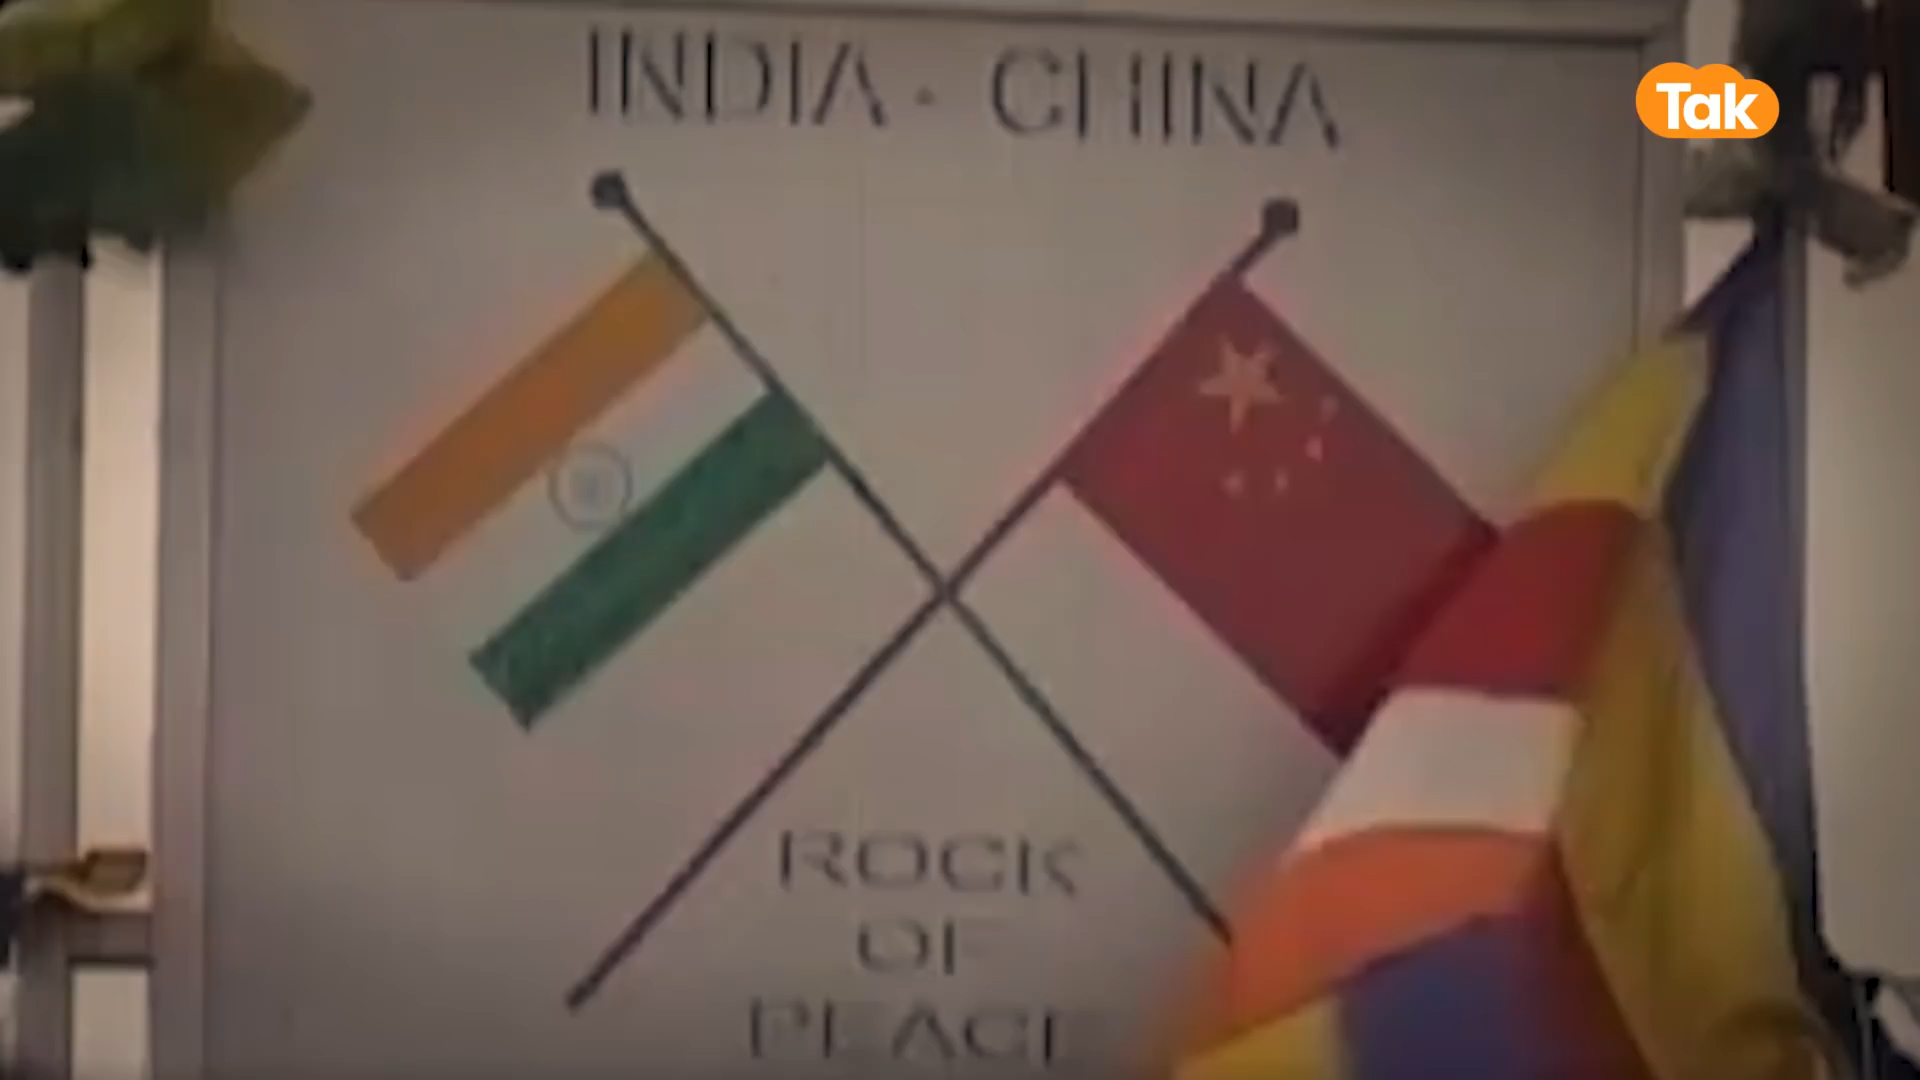 INDIA - CHINA
Tak
ROCK
OF
PEACE